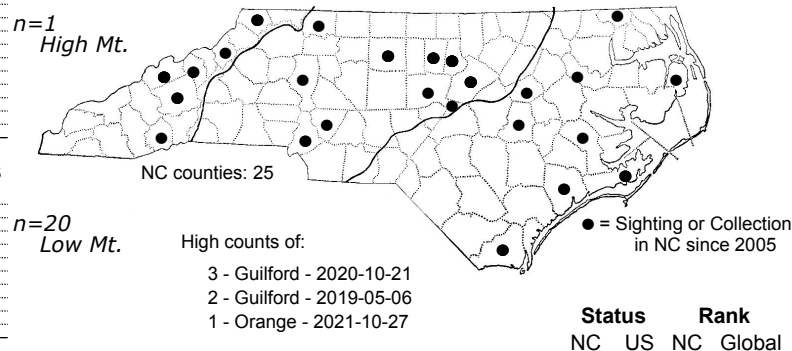 n=1
High Mt.
NC counties: 25
n=20
Low Mt.
High counts of:
3 - Guilford - 2020-10-21
2 - Guilford - 2019-05-06
1 - Orange - 2021-10-27
● = Sighting or Collection
in NC since 2005
Status Rank
NC US NC Global